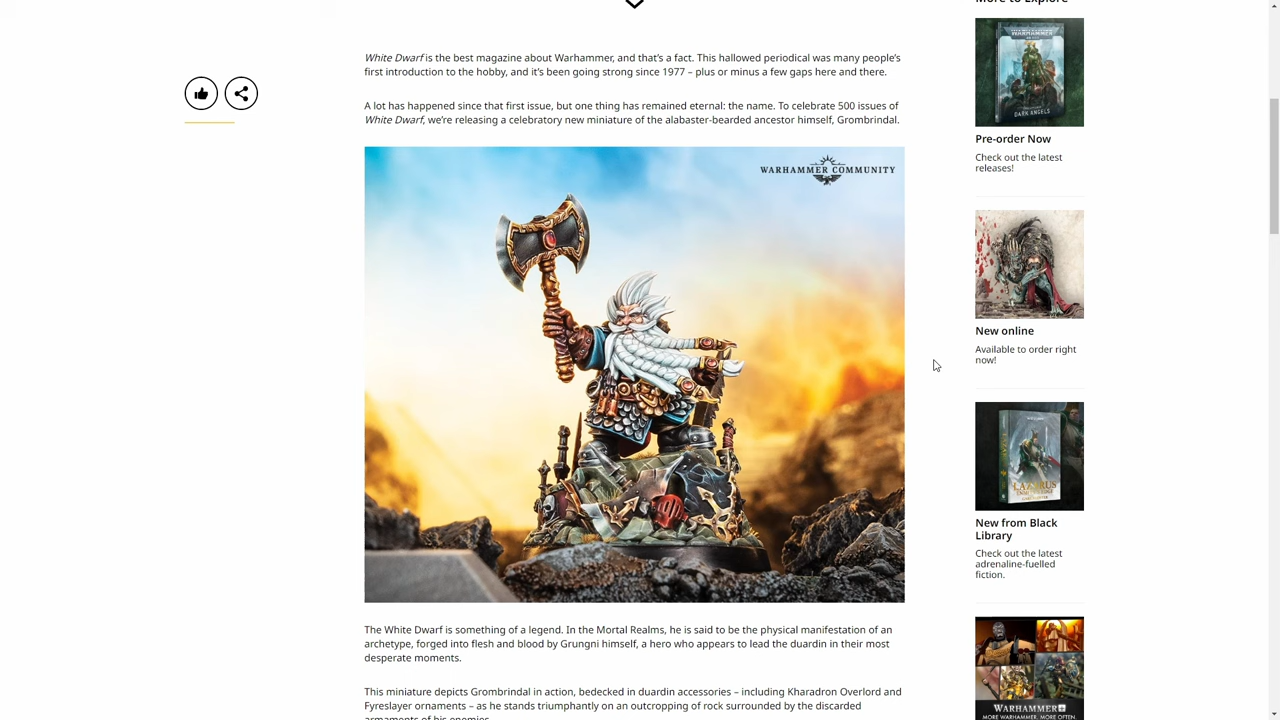 More to Explore
White Dwarf is the best magazine about Warhammer, and that’s a fact. This hallowed periodical was many people’s
first introduction to the hobby, and it’s been going strong since 1977 – plus or minus a few gaps here and there.
A lot has happened since that first issue, but one thing has remained eternal: the name. To celebrate 500 issues of
White Dwarf, we’re releasing a celebratory new miniature of the alabaster-bearded ancestor himself, Grombrindal.
WARHAMMER COMMUNITY
The White Dwarf is something of a legend. In the Mortal Realms, he is said to be the physical manifestation of an
archetype, forged into flesh and blood by Grungni himself, a hero who appears to lead the duardin in their most
desperate moments.
This miniature depicts Grombrindal in action, bedecked in duardin accessories – including Kharadron Overlord and
Fyreslayer ornaments – as he stands triumphantly on an outcropping of rock surrounded by the discarded
armaments of his enemies.
WARHAMMER
DARK ANGELS
Pre-order Now
Check out the latest
releases!
New online
Available to order right
now!
LAZARUS
New from Black
Library
Check out the latest
adrenaline-fuelled
fiction.
WARHAMMER+
MORE WARHAMMER. MORE OFTEN.